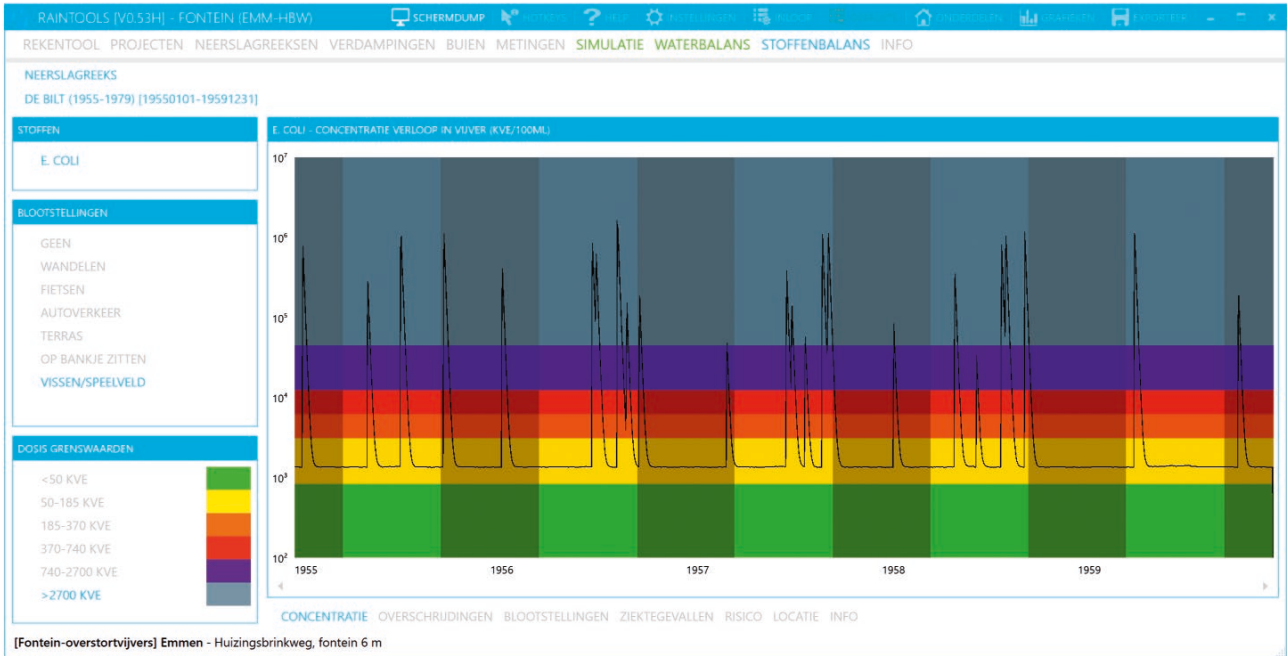 RAINTOOLS [V0.53H] - FONTEIN (EMM-HBW) SCHERMDUMP HOTKEYS HELP INSTELLINGEN INLOOP ONDERDELEN GRAFIEKEN EXPORTEER
REKENTOOL PROJECTEN NEERSLAGREEKSEN VERDAMPINGEN BUIEN METINGEN SIMULATIE WATERBALANS STOFFENBALANS INFO
NEERSLAGREEKS
DE BILT (1955-1979) [19550101-19591231]
STOFFEN
E. COLI
BLOOTSTELLINGEN
GEEN
WANDELEN
FIETSEN
AUTOVERKEER
TERRAS
OP BANKJE ZITTEN
VISSEN/SPEELVELD
DOSIS GRENSWAARDEN
<50 KVE
50-185 KVE
185-370 KVE
370-740 KVE
740-2700 KVE
>2700 KVE
E. COLI - CONCENTRATIE VERLOOP IN VIJVER (KVE/100ML)
10⁷
10⁶
10⁵
10⁴
10³
10²
1955 1956 1957 1958 1959
CONCENTRATIE OVERSCHRIJDINGEN BLOOTSTELLINGEN ZIEKTEGEVALLEN RISICO LOCATIE INFO
[Fontein-overstortvijvers] Emmen - Huizingsbrinkweg, fontein 6 m